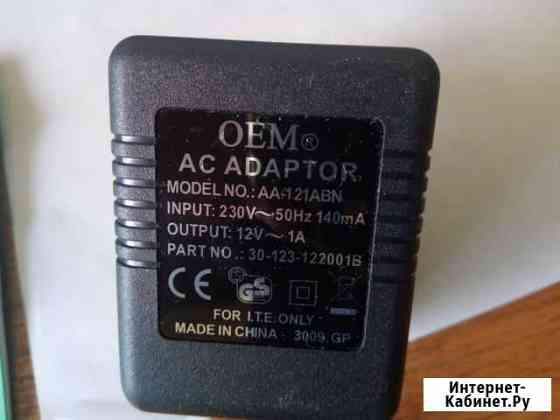 OEM®
AC ADAPTOR
MODEL NO.: AA-121ABN
INPUT: 230V~50Hz 140mA
OUTPUT: 12V~1A
PART NO.: 30-123-122001B
CE GS
FOR I.T.E.ONLY
MADE IN CHINA 3009.GP
Интернет-
Кабинет.Ру